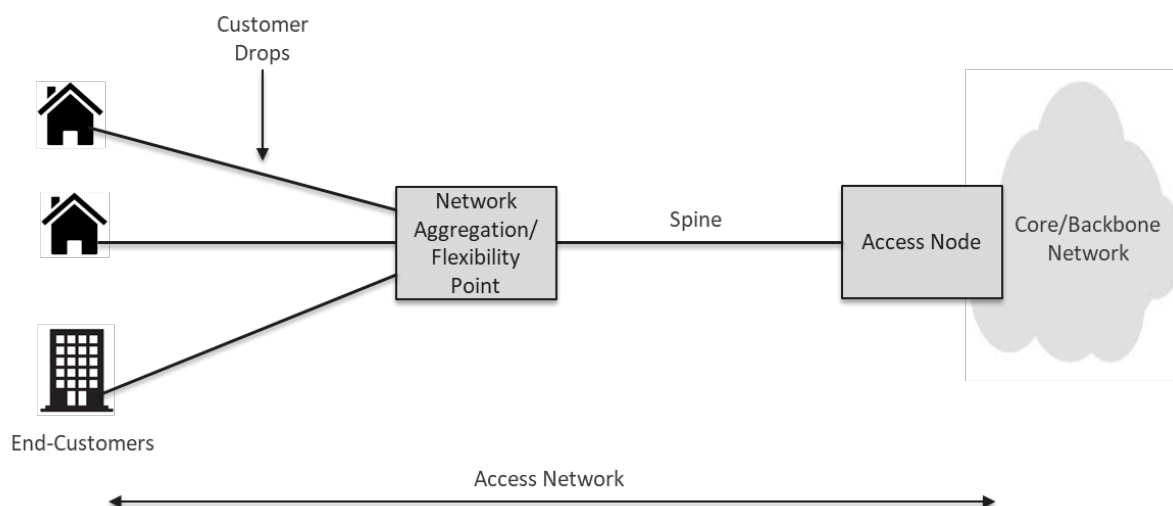 Customer
Drops
Network
Aggregation/
Flexibility
Point
Spine
Access Node
Core/Backbone
Network
End-Customers
Access Network